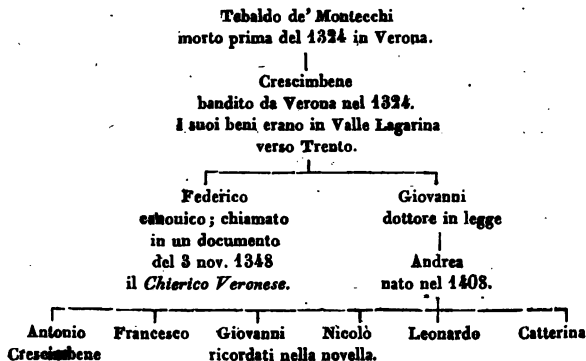 Tebaldo de' Montecchi
morto prima del 1324 in Verona.
Crescimbene
bandito da Verona nel 1324.
I suoi beni erano in Valle Lagarina
verso Trento.
Federico
canonico; chiamato
in un documento
del 3 nov. 1348
il Chierico Veronese.
Giovanni
dottore in legge
Andrea
nato nel 1408.
Antonio Francesco Giovanni Nicolò Leonardo Catterina
Crescimbene ricordati nella novella.